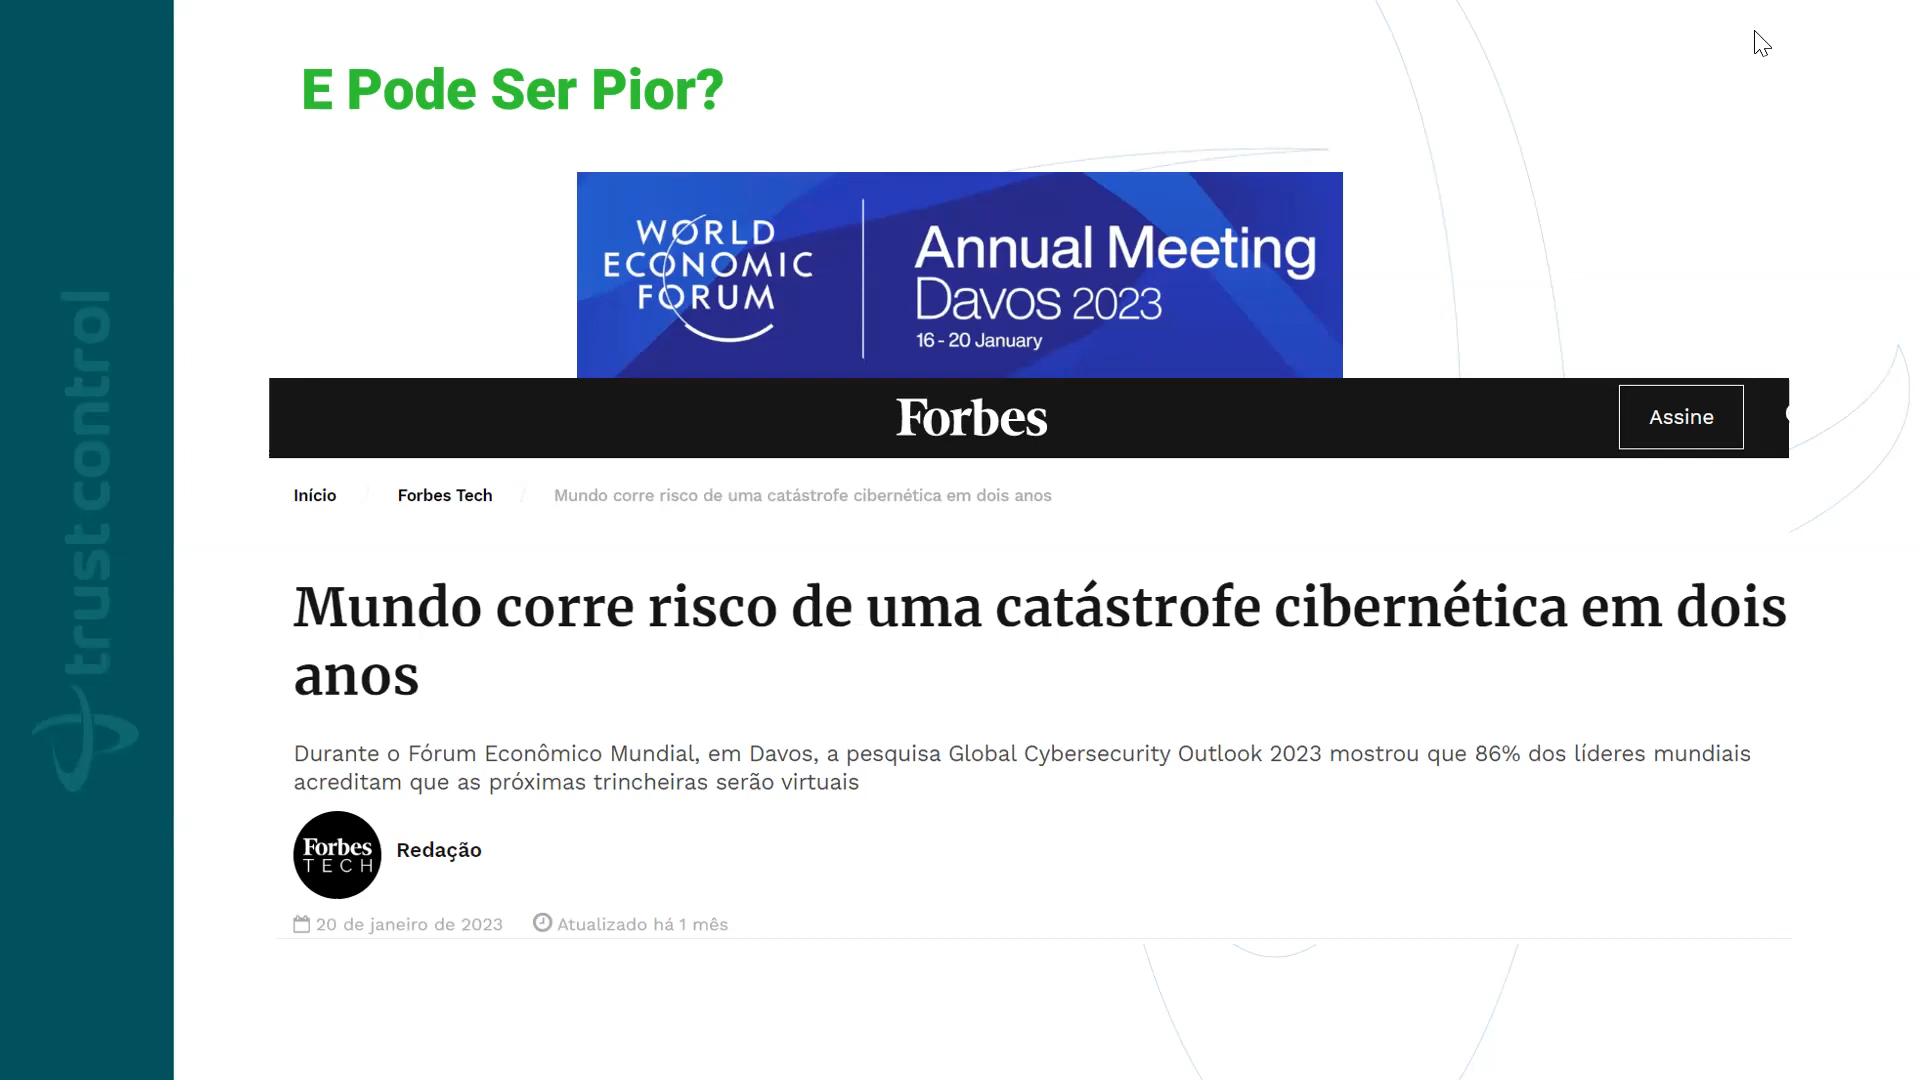 trustcontrol
E Pode Ser Pior?
WORLD
ECONOMIC
FORUM
Annual Meeting
Davos 2023
16 - 20 January
Forbes
Assine
Início / Forbes Tech / Mundo corre risco de uma catástrofe cibernética em dois anos
Mundo corre risco de uma catástrofe cibernética em dois
anos
Durante o Fórum Econômico Mundial, em Davos, a pesquisa Global Cybersecurity Outlook 2023 mostrou que 86% dos líderes mundiais
acreditam que as próximas trincheiras serão virtuais
Forbes
TECH
Redação
20 de janeiro de 2023 Atualizado há 1 mês